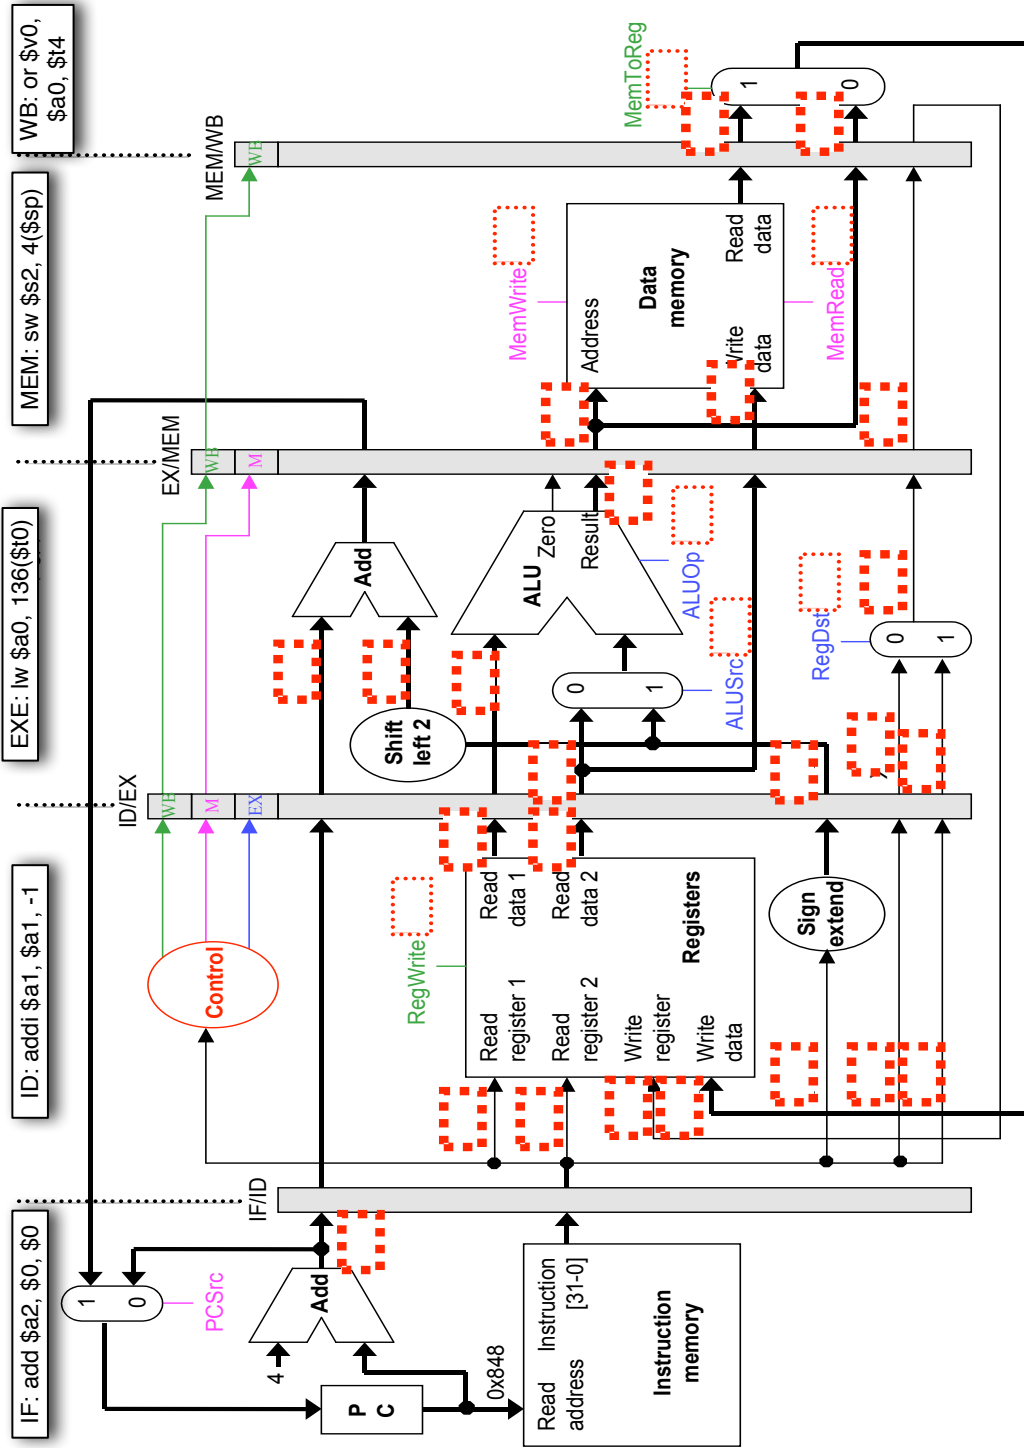 IF: add $a2, $0, $0
ID: addi $a1, $a1, -1
EXE: lw $a0, 136($t0)
MEM: sw $s2, 4($sp)
WB: or $v0,
$a0, $t4
IF/ID
ID/EX
EX/MEM
MEM/WB
1
0
PCSrc
4
Add
P
C
0x848
Read
address
Instruction
[31-0]
Instruction
memory
Control
WB
M
EX
WB
M
WB
RegWrite
Read
register 1
Read
data 1
Read
register 2
Read
data 2
Write
register
Registers
Write
data
Sign
extend
Shift
left 2
Add
ALU
Zero
Result
ALUOp
0
1
ALUSrc
RegDst
0
1
MemWrite
Address
Data
memory
Read
data
data
MemRead
MemToReg
1
0